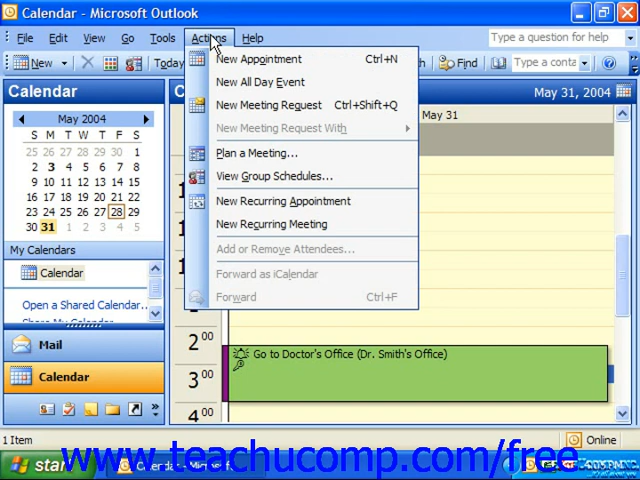 Calendar - Microsoft Outlook
File Edit View Go Tools Actions Help
Type a question for help
New Today Find Type a conta
Calendar
May 31, 2004
May 2004
S M T W T F S
25 26 27 28 29 30 1
2 3 4 5 6 7 8
9 10 11 12 13 14 15
16 17 18 19 20 21 22
23 24 25 26 27 28 29
30 31 1 2 3 4 5
My Calendars
Calendar
Open a Shared Calendar...
Mail
Calendar
New Appointment Ctrl+N
New All Day Event
New Meeting Request Ctrl+Shift+Q
New Meeting Request With
Plan a Meeting...
View Group Schedules...
New Recurring Appointment
New Recurring Meeting
Add or Remove Attendees...
Forward as iCalendar
Forward Ctrl+F
May 31
2 00
Go to Doctor's Office (Dr. Smith's Office)
3 00
4 00
1 Item
Online
start
Calendar - Micros
www.teachucomp.com/free